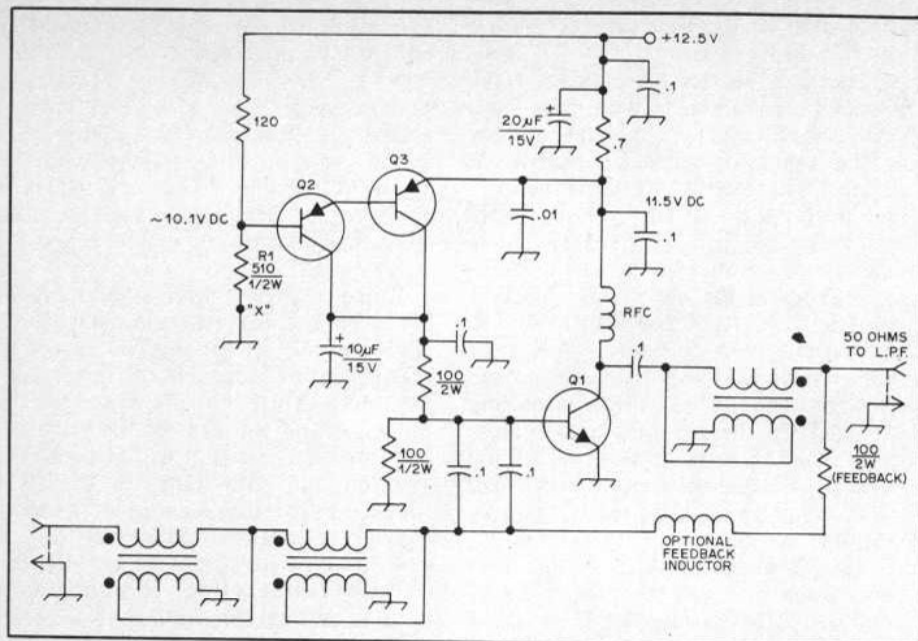 +12.5V
.1
120
20µF
15V
.7
Q2
Q3
~10.1V DC
.01
11.5V DC
.1
R1
510
1/2W
"X"
RFC
10µF
15V
.1
.1
50 OHMS
TO L.P.F.
100
2W
Q1
100
1/2W
.1
.1
100
2W
(FEEDBACK)
OPTIONAL
FEEDBACK
INDUCTOR